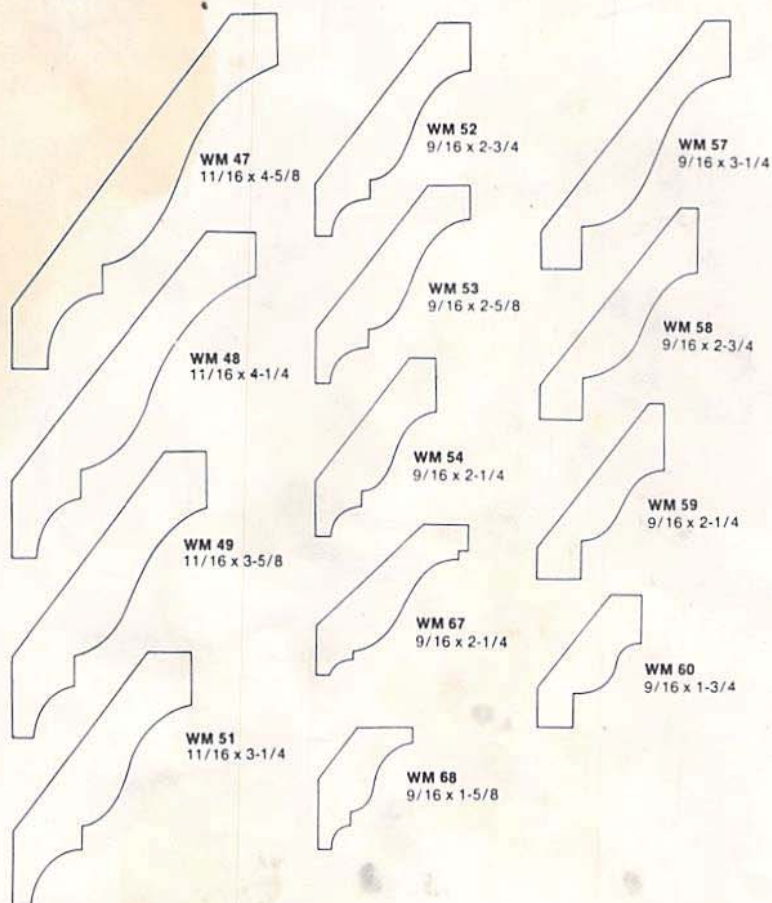 WM 47
11/16 x 4-5/8
WM 48
11/16 x 4-1/4
WM 49
11/16 x 3-5/8
WM 51
11/16 x 3-1/4
WM 52
9/16 x 2-3/4
WM 53
9/16 x 2-5/8
WM 54
9/16 x 2-1/4
WM 67
9/16 x 2-1/4
WM 68
9/16 x 1-5/8
WM 57
9/16 x 3-1/4
WM 58
9/16 x 2-3/4
WM 59
9/16 x 2-1/4
WM 60
9/16 x 1-3/4